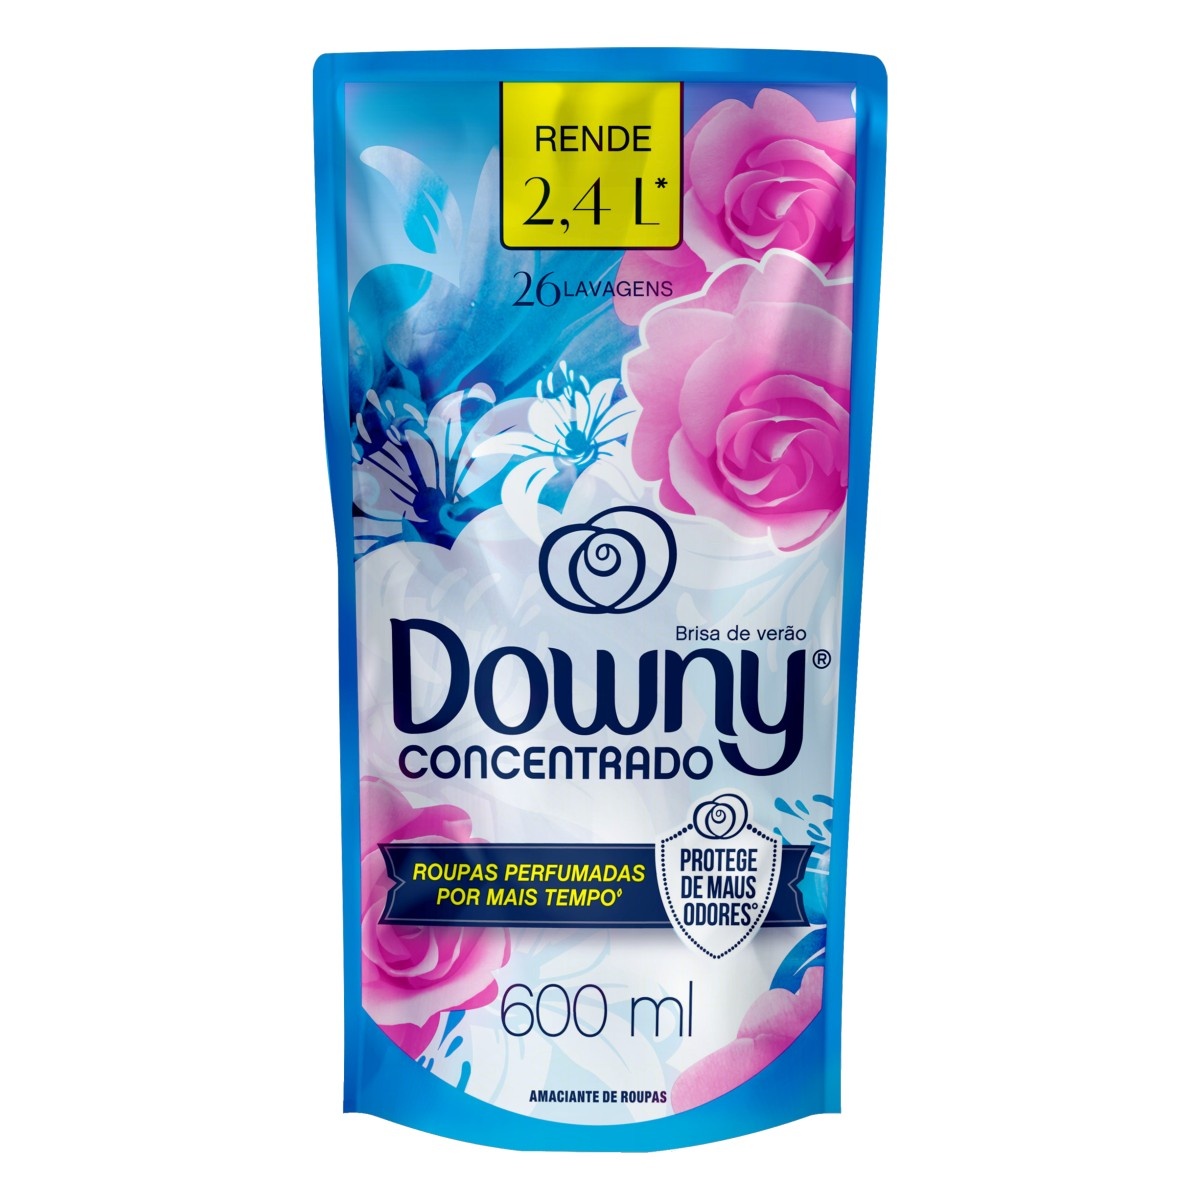 RENDE
2,4 L*
26 LAVAGENS
Brisa de verão
Downy®
CONCENTRADO
ROUPAS PERFUMADAS
POR MAIS TEMPO◊
PROTEGE
DE MAUS
ODORES°
600 ml
AMACIANTE DE ROUPAS